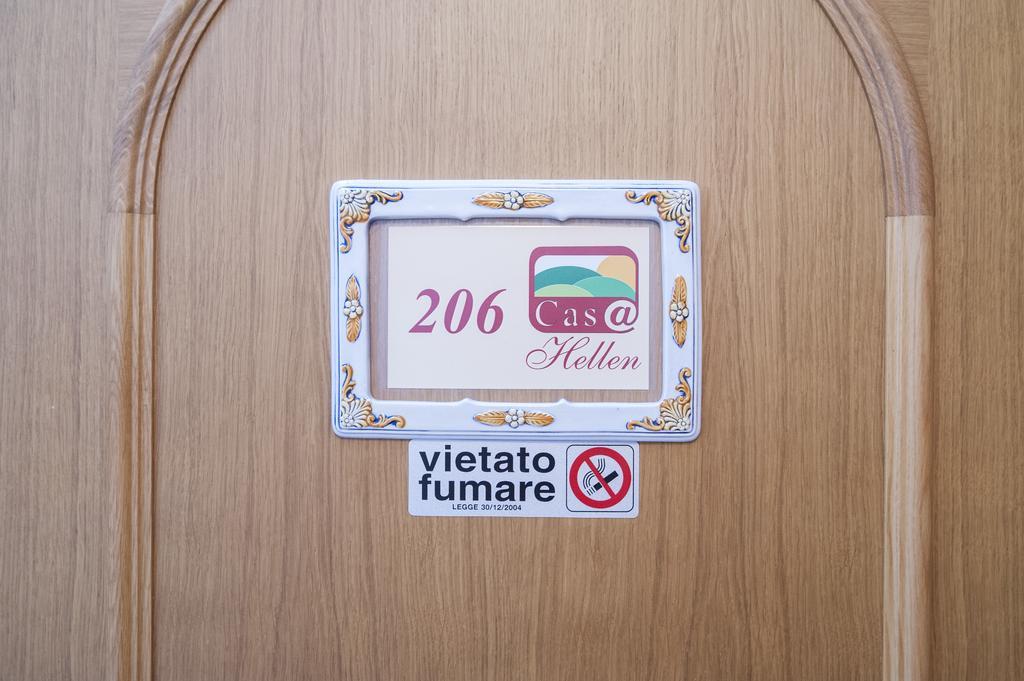 206
Cas@
Hellen
vietato
fumare
LEGGE 30/12/2004